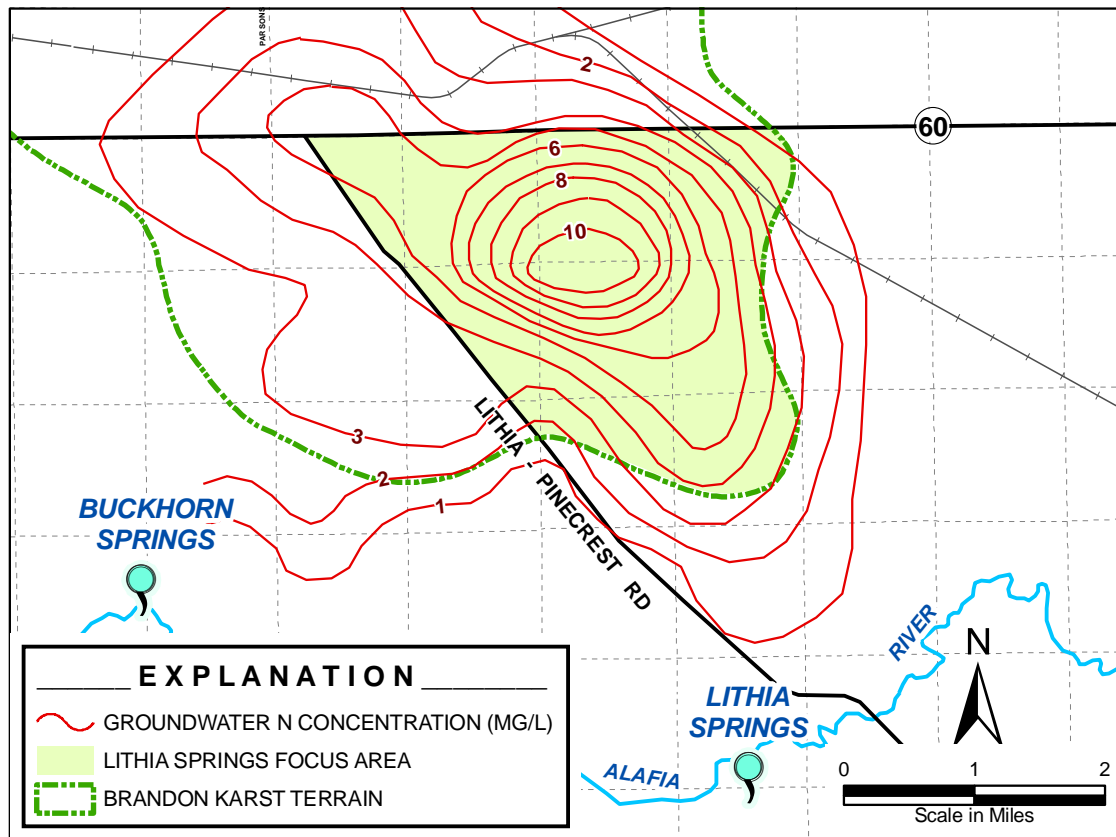 PARSONS
2
60
6
8
10
LITHIA - PINECREST RD
3
2
1
BUCKHORN
SPRINGS
RIVER
N
LITHIA
SPRINGS
ALAFIA
0 1 2
Scale in Miles
EXPLANATION
GROUNDWATER N CONCENTRATION (MG/L)
LITHIA SPRINGS FOCUS AREA
BRANDON KARST TERRAIN